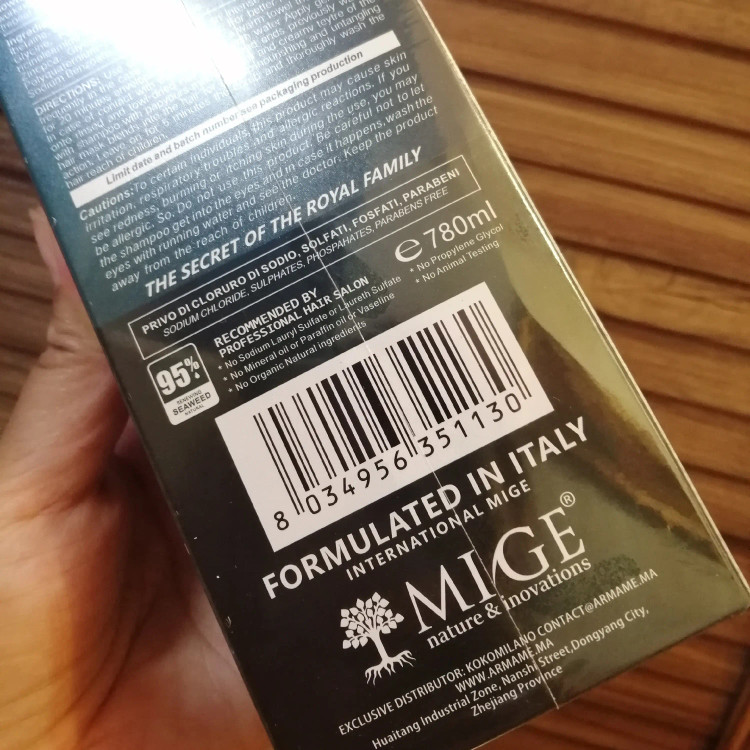 DIRECTIONS:
hair reach of children
Limit date and batch number sea packaging production
Cautions: To certain individuals, this product may cause skin
irritation, respiratory troubles and allergic reactions. If you
see redness, burning or itching skin, during the use, you may
be allergic. So. Do not use this product. Be careful not to let
the shampoo get into the eyes and in case it happens wash the
eyes with running water and see the doctor. Keep the product
away from the reach of children.
THE SECRET OF THE ROYAL FAMILY
PRIVO DI CLORURO DI SODIO, SOLFATI, FOSFATI, PARABENI
SODIUM CHLORIDE, SULPHATES, PHOSPAHATES, PARABENS FREE
95%
RENEWING
SEAWEED
NATURAL
RECOMMENDED BY
PROFESSIONAL HAIR SALON
* No Sodium Lauryl Sulfate or Laureth Sulfate
* No Mineral oil or Paraffin oil or Vaseline
* No Organic Natural ingredients
℮ 780ml
* No Propylene Glycol
* No Animal Testing
8 034956 351130
FORMULATED IN ITALY
INTERNATIONAL MIGE
MIGE®
nature & inovations
EXCLUSIVE DISTRIBUTOR: KOKOMILANO CONTACT@ARMAME.MA
WWW.ARMAME.MA
Huaitang Industrial Zone, Nanshi Street,Dongyang City,
Zhejiang Province